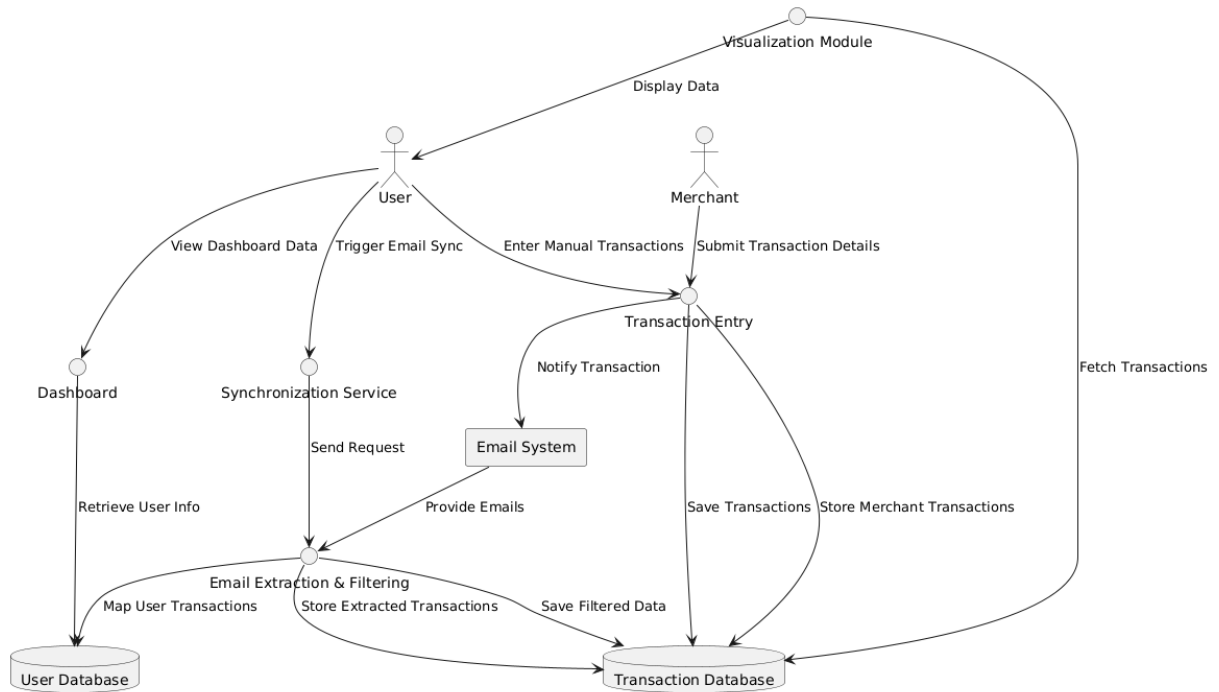 Visualization Module
Display Data
User
Merchant
View Dashboard Data
Trigger Email Sync
Enter Manual Transactions
Submit Transaction Details
Transaction Entry
Dashboard
Synchronization Service
Notify Transaction
Fetch Transactions
Send Request
Email System
Retrieve User Info
Provide Emails
Save Transactions
Store Merchant Transactions
Email Extraction & Filtering
Map User Transactions
Store Extracted Transactions
Save Filtered Data
User Database
Transaction Database